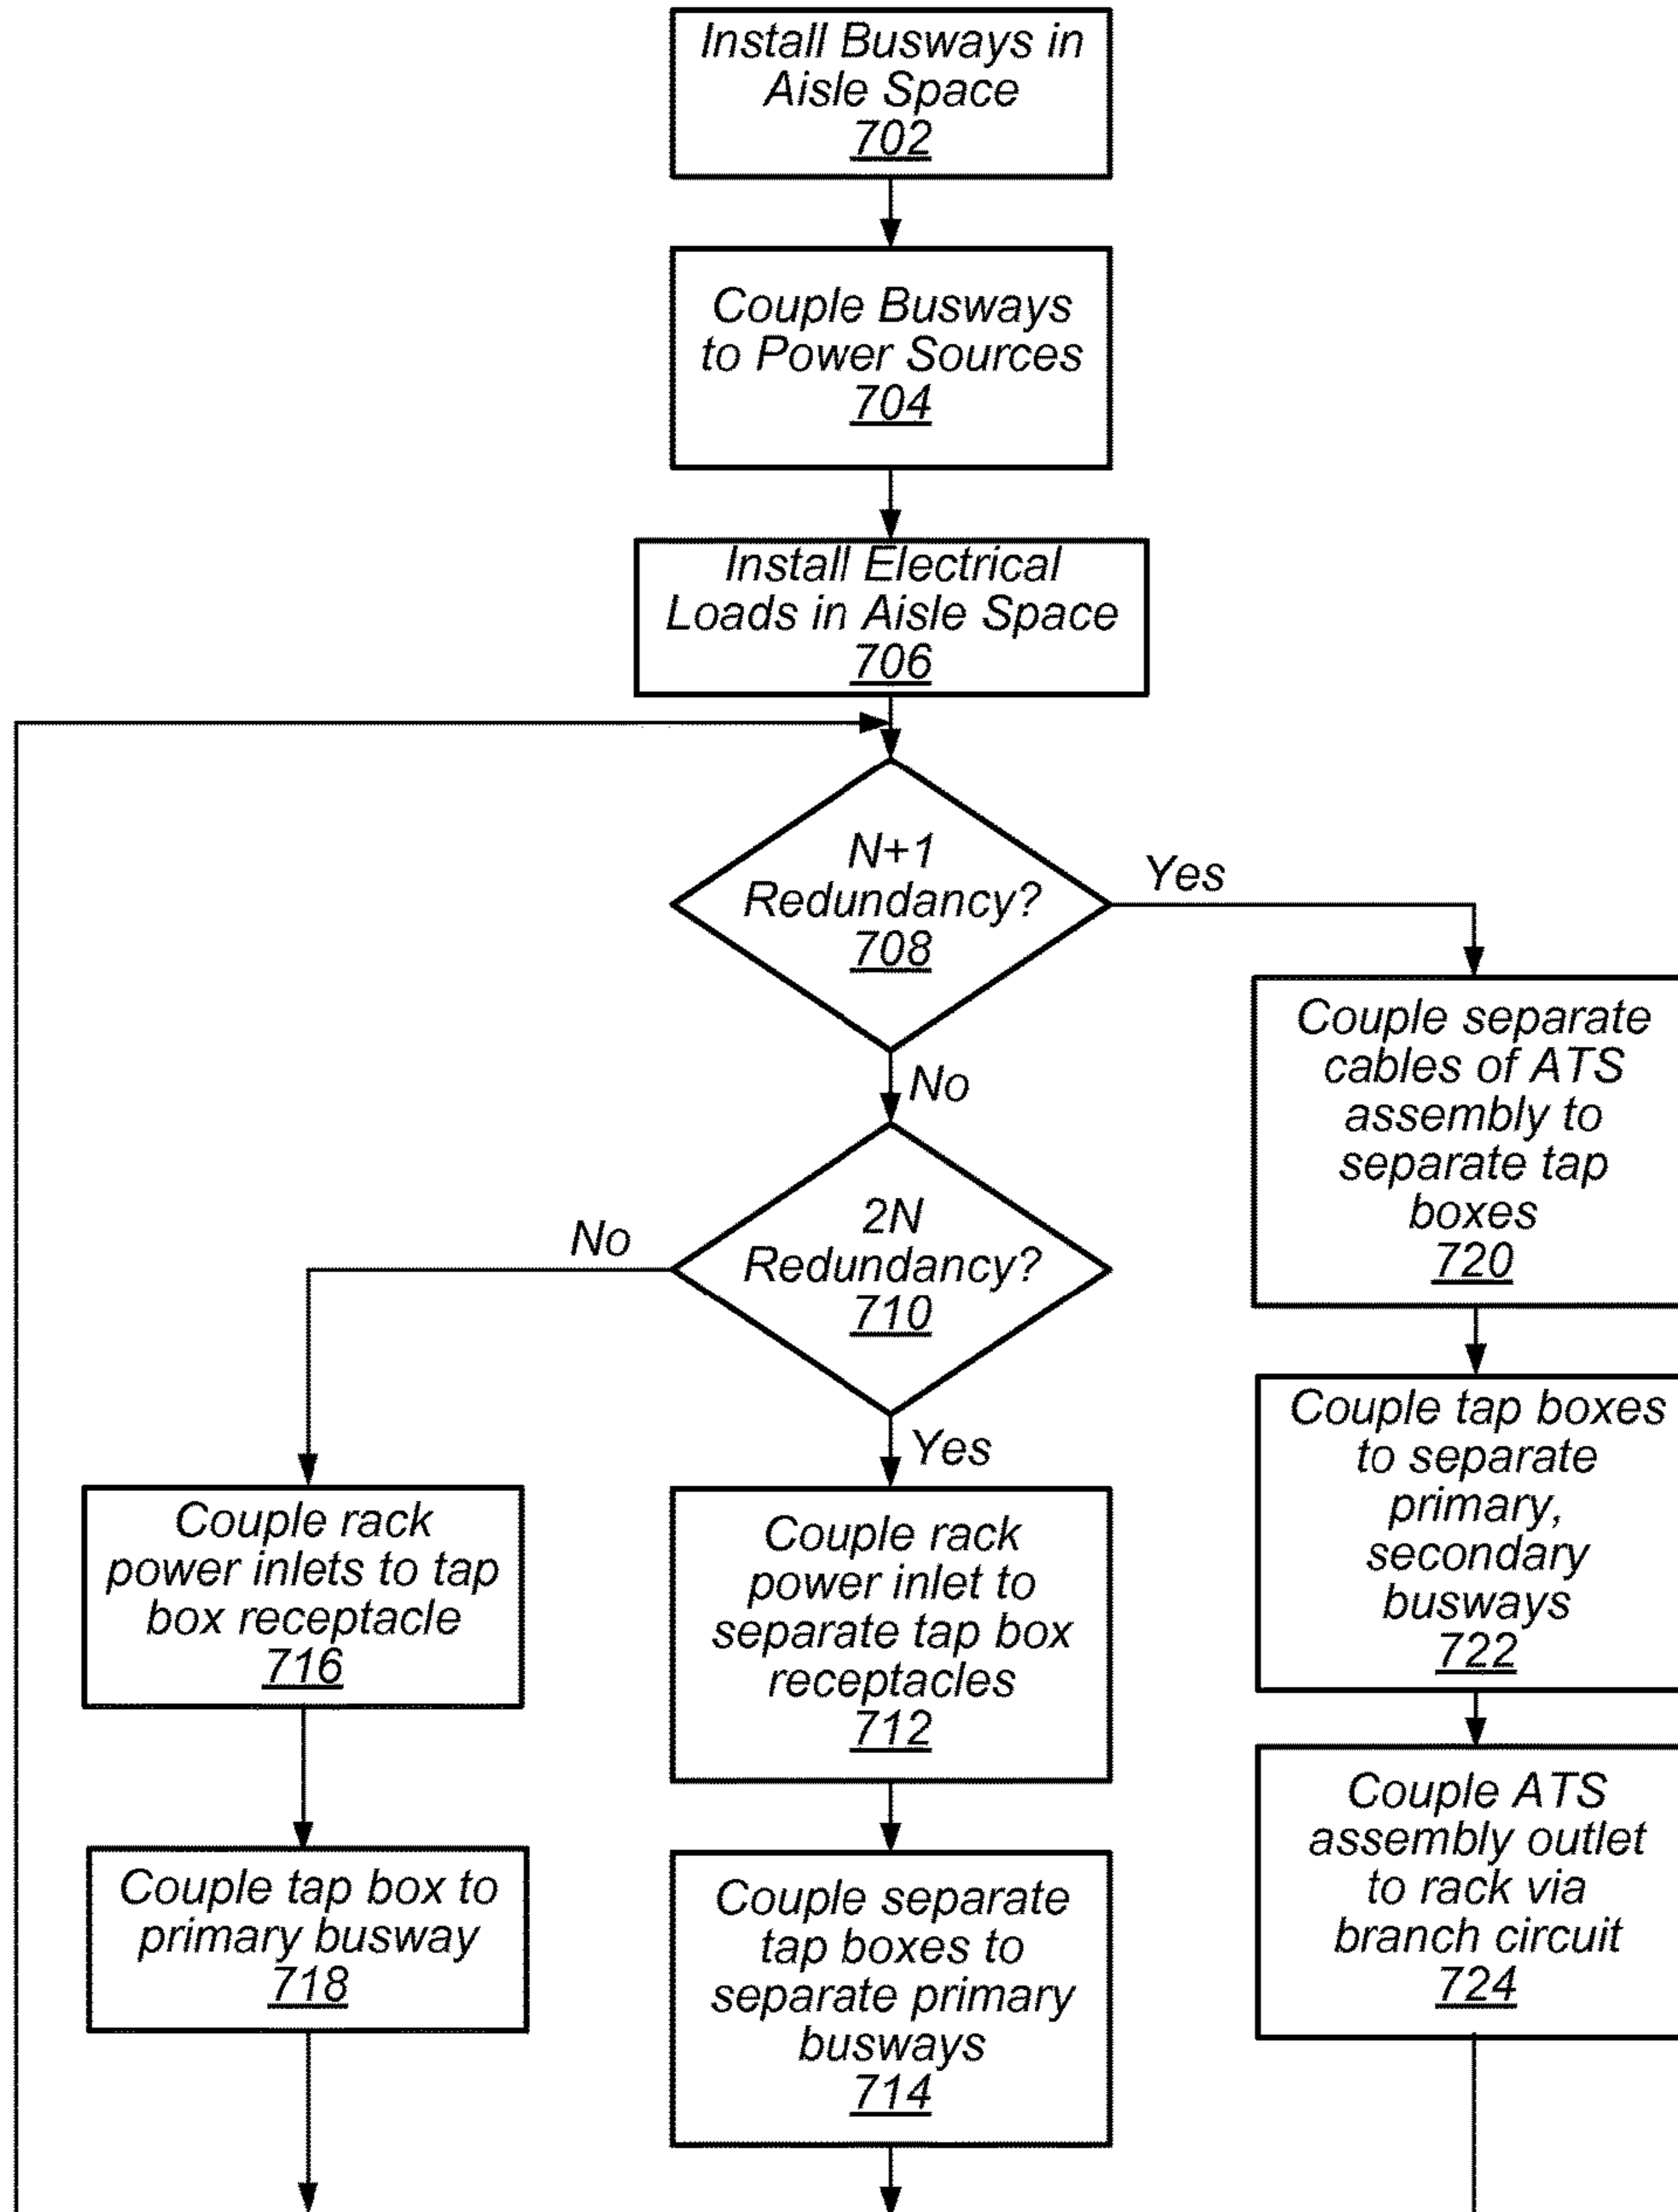 Install Busways in
Aisle Space
702
Couple Busways
to Power Sources
704
Install Electrical
Loads in Aisle Space
706
N+1
Redundancy?
708
Yes
No
Couple separate
cables of ATS
assembly to
separate tap
boxes
720
2N
Redundancy?
710
No
Yes
Couple tap boxes
to separate
primary,
secondary
busways
722
Couple rack
power inlets to tap
box receptacle
716
Couple rack
power inlet to
separate tap box
receptacles
712
Couple ATS
assembly outlet
to rack via
branch circuit
724
Couple tap box to
primary busway
718
Couple separate
tap boxes to
separate primary
busways
714